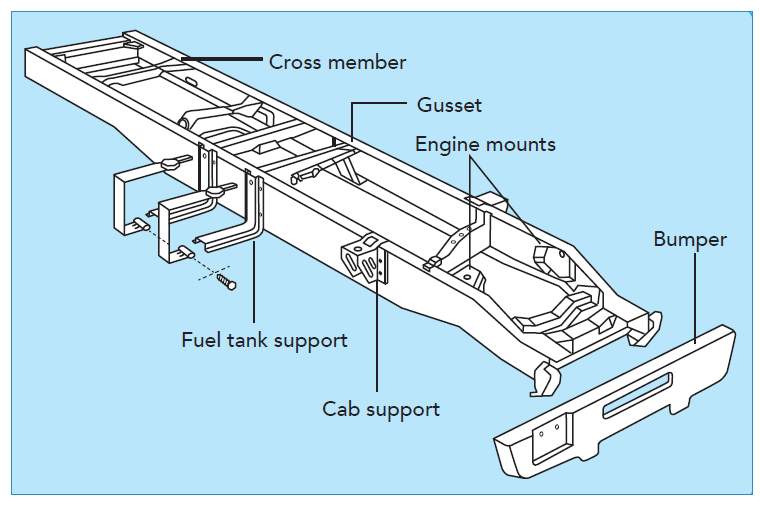 Cross member
Gusset
Engine mounts
Bumper
Fuel tank support
Cab support